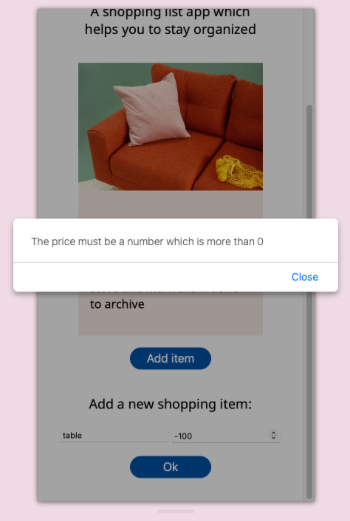 A shopping list app which
helps you to stay organized
The price must be a number which is more than 0
Close
to archive
Add item
Add a new shopping item:
table
-100
Ok